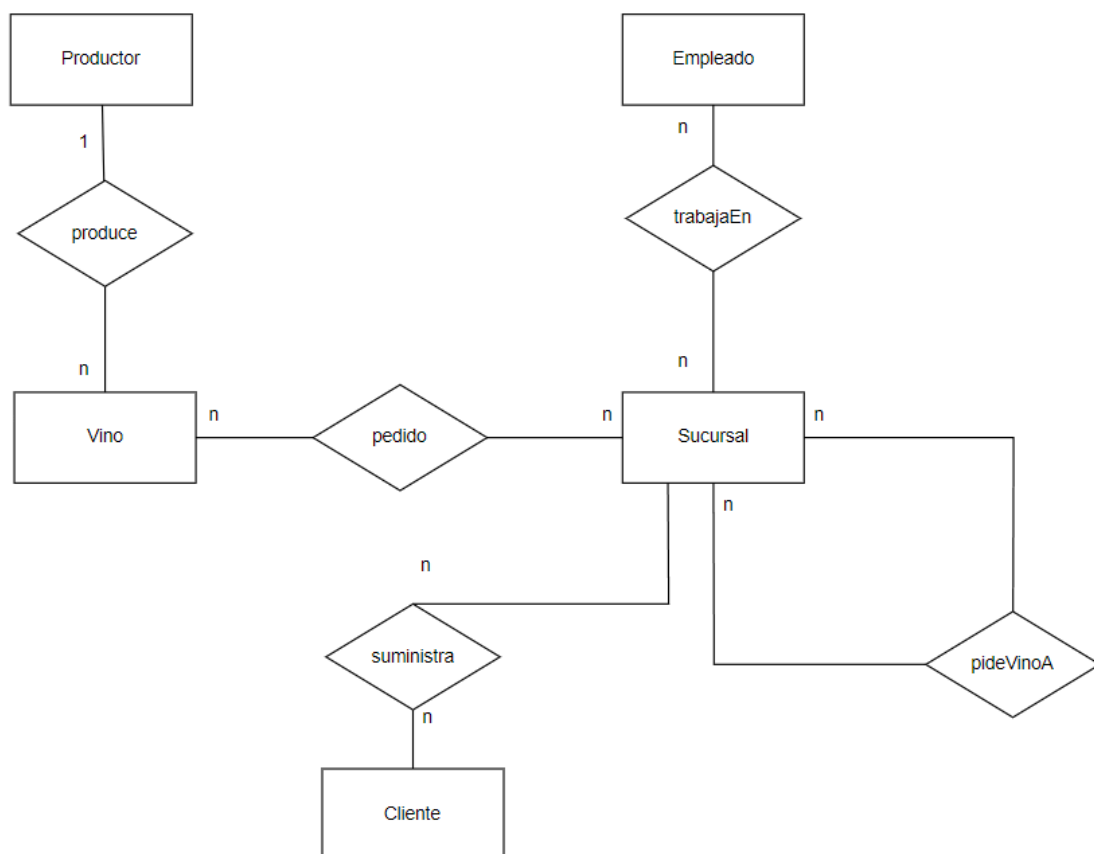 Productor
Empleado
1
n
produce
trabajaEn
n
n
Vino
n
pedido
n
Sucursal
n
n
n
suministra
pideVinoA
n
Cliente